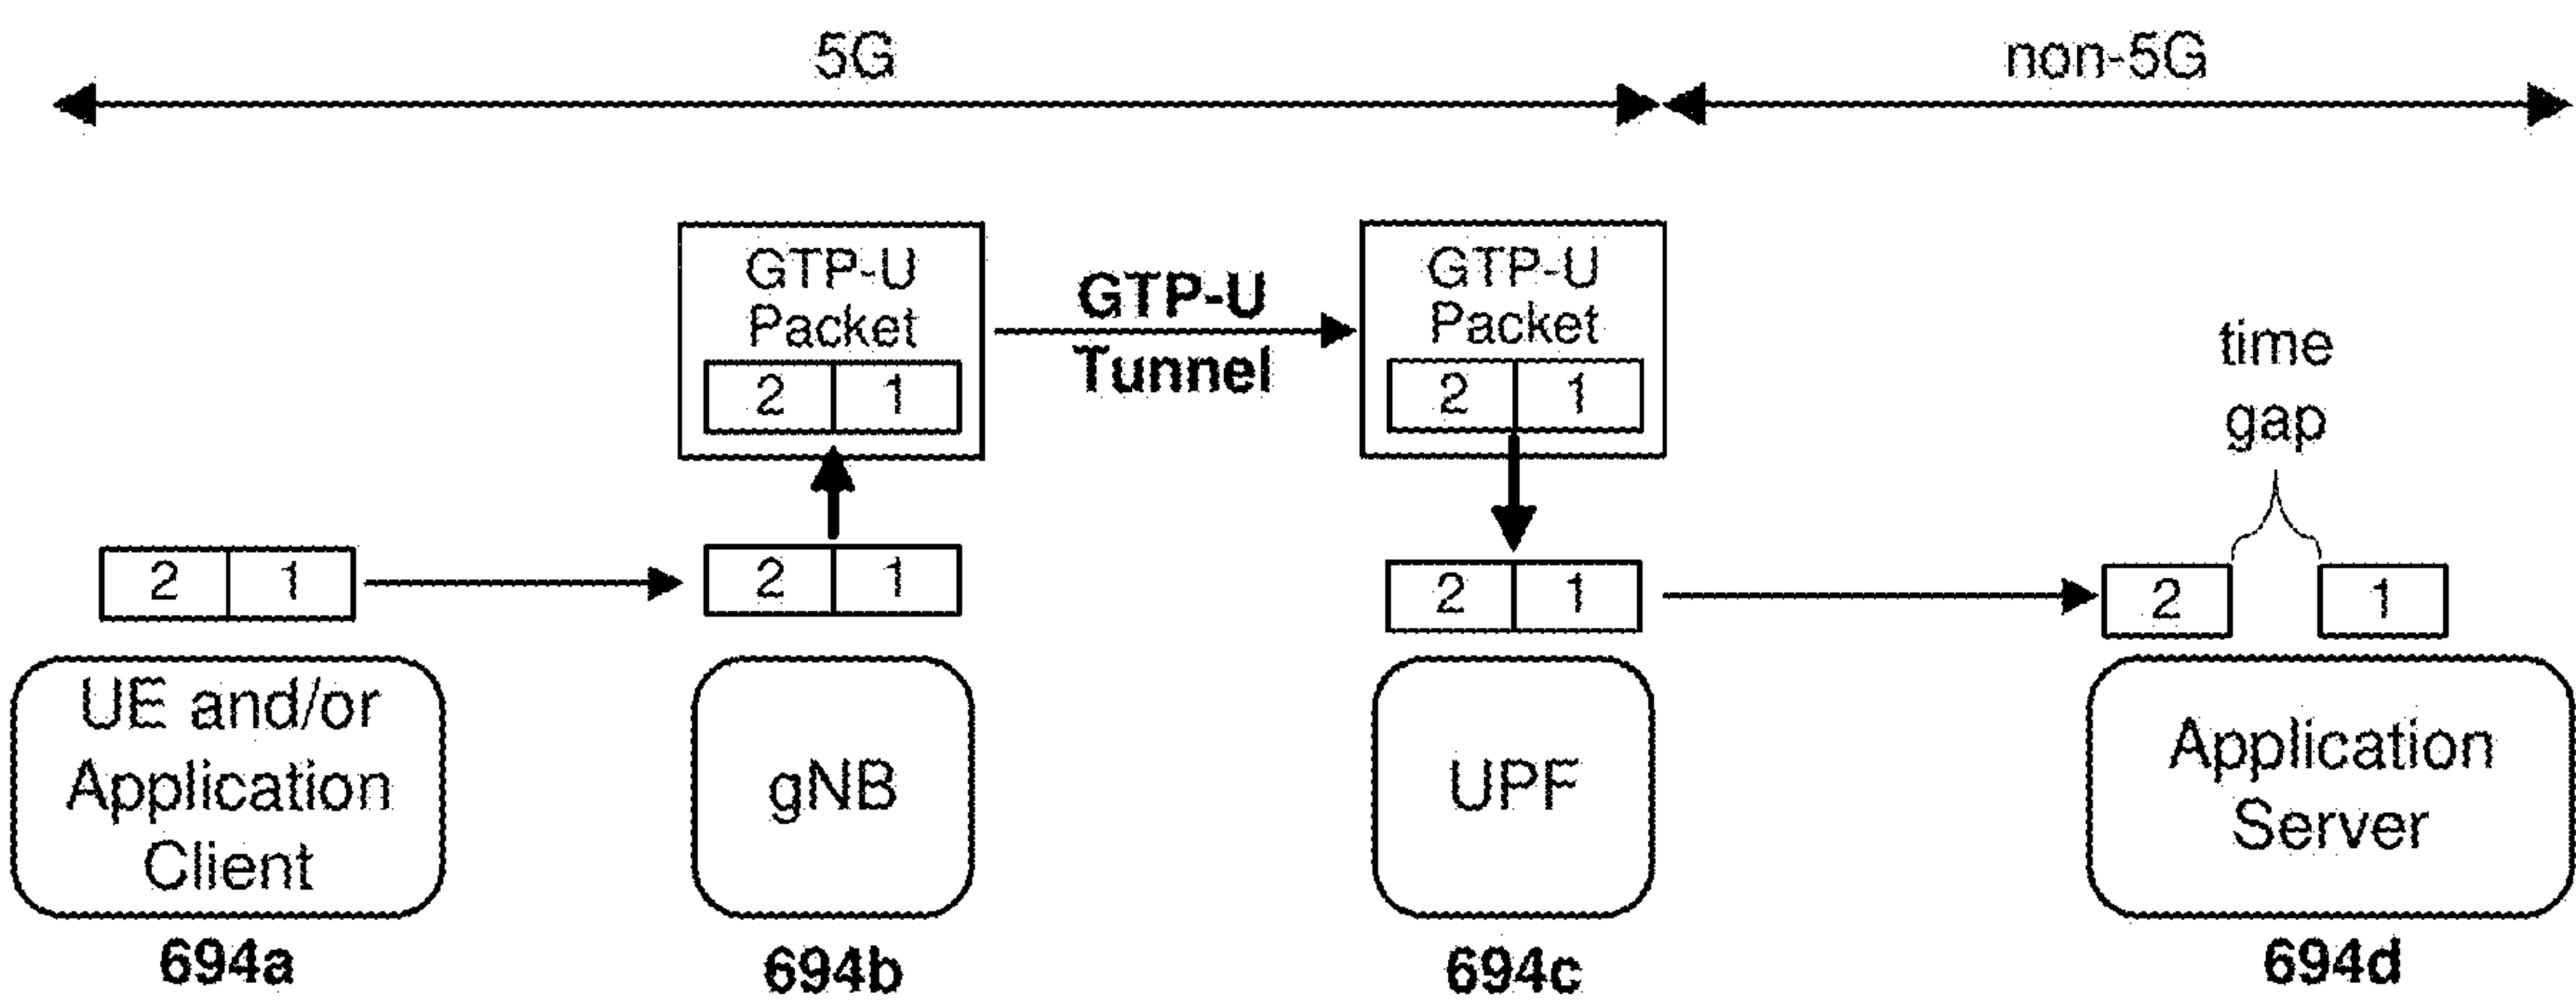 5G
non-5G
GTP-U
Packet
2 1
GTP-U
Tunnel
GTP-U
Packet
2 1
time
gap
2 1
2 1
2 1
2
1
UE and/or
Application
Client
gNB
UPF
Application
Server
694a
694b
694c
694d